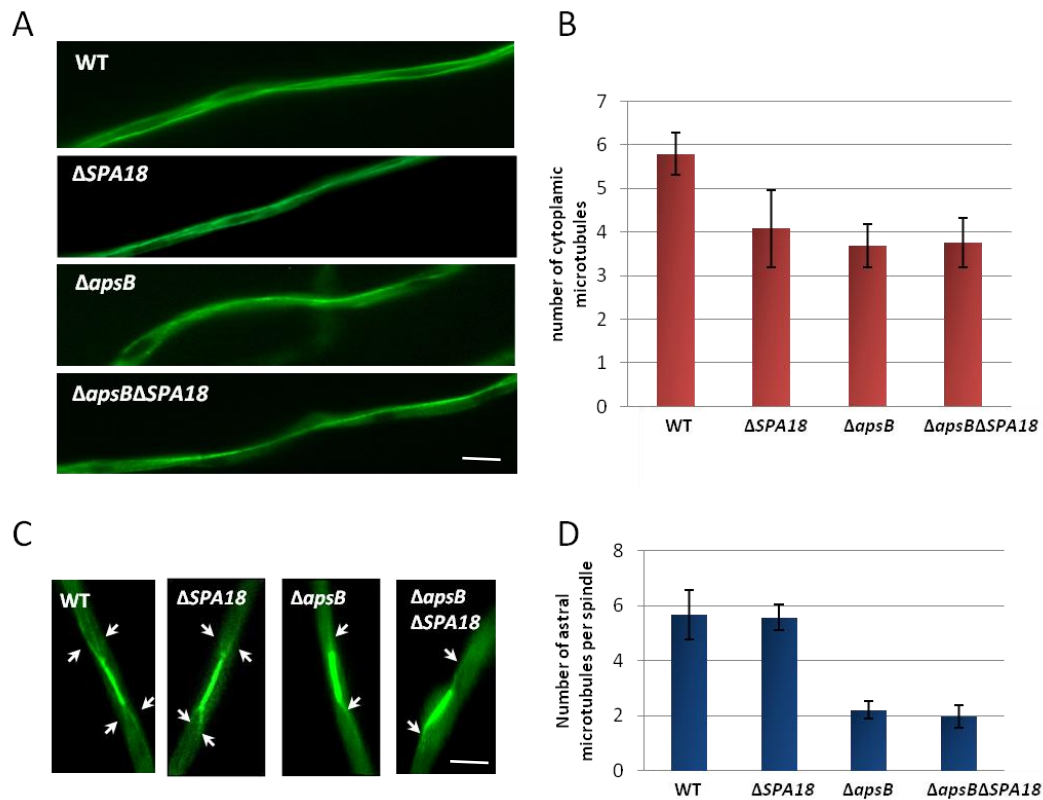 A
WT
ΔSPA18
ΔapsB
ΔapsBΔSPA18
B
number of cytoplamic
microtubules
7
6
5
4
3
2
1
0
WT
ΔSPA18
ΔapsB
ΔapsBΔSPA18
C
WT
ΔSPA18
ΔapsB
ΔapsB
ΔSPA18
D
Number of astral
microtubules per spindle
8
6
4
2
0
WT
ΔSPA18
ΔapsB
ΔapsBΔSPA18